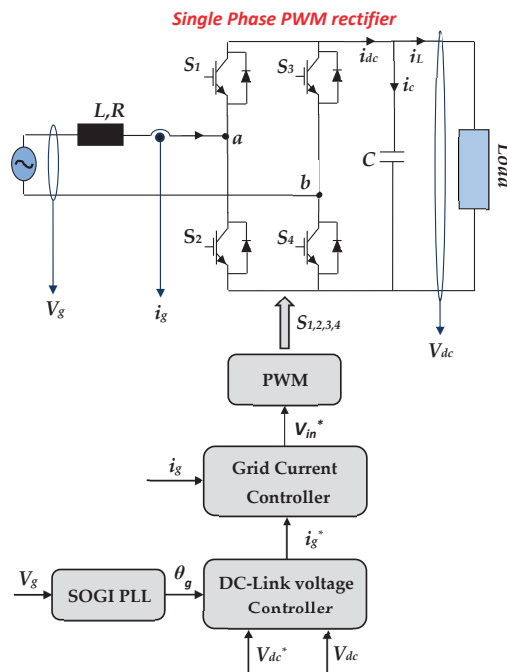 Single Phase PWM rectifier
S1
S3
idc
iL
ic
L,R
a
C
Load
b
S2
S4
Vg
ig
S1,2,3,4
Vdc
PWM
Vin*
ig
Grid Current
Controller
ig*
Vg
SOGI PLL
θg
DC-Link voltage
Controller
Vdc*
Vdc